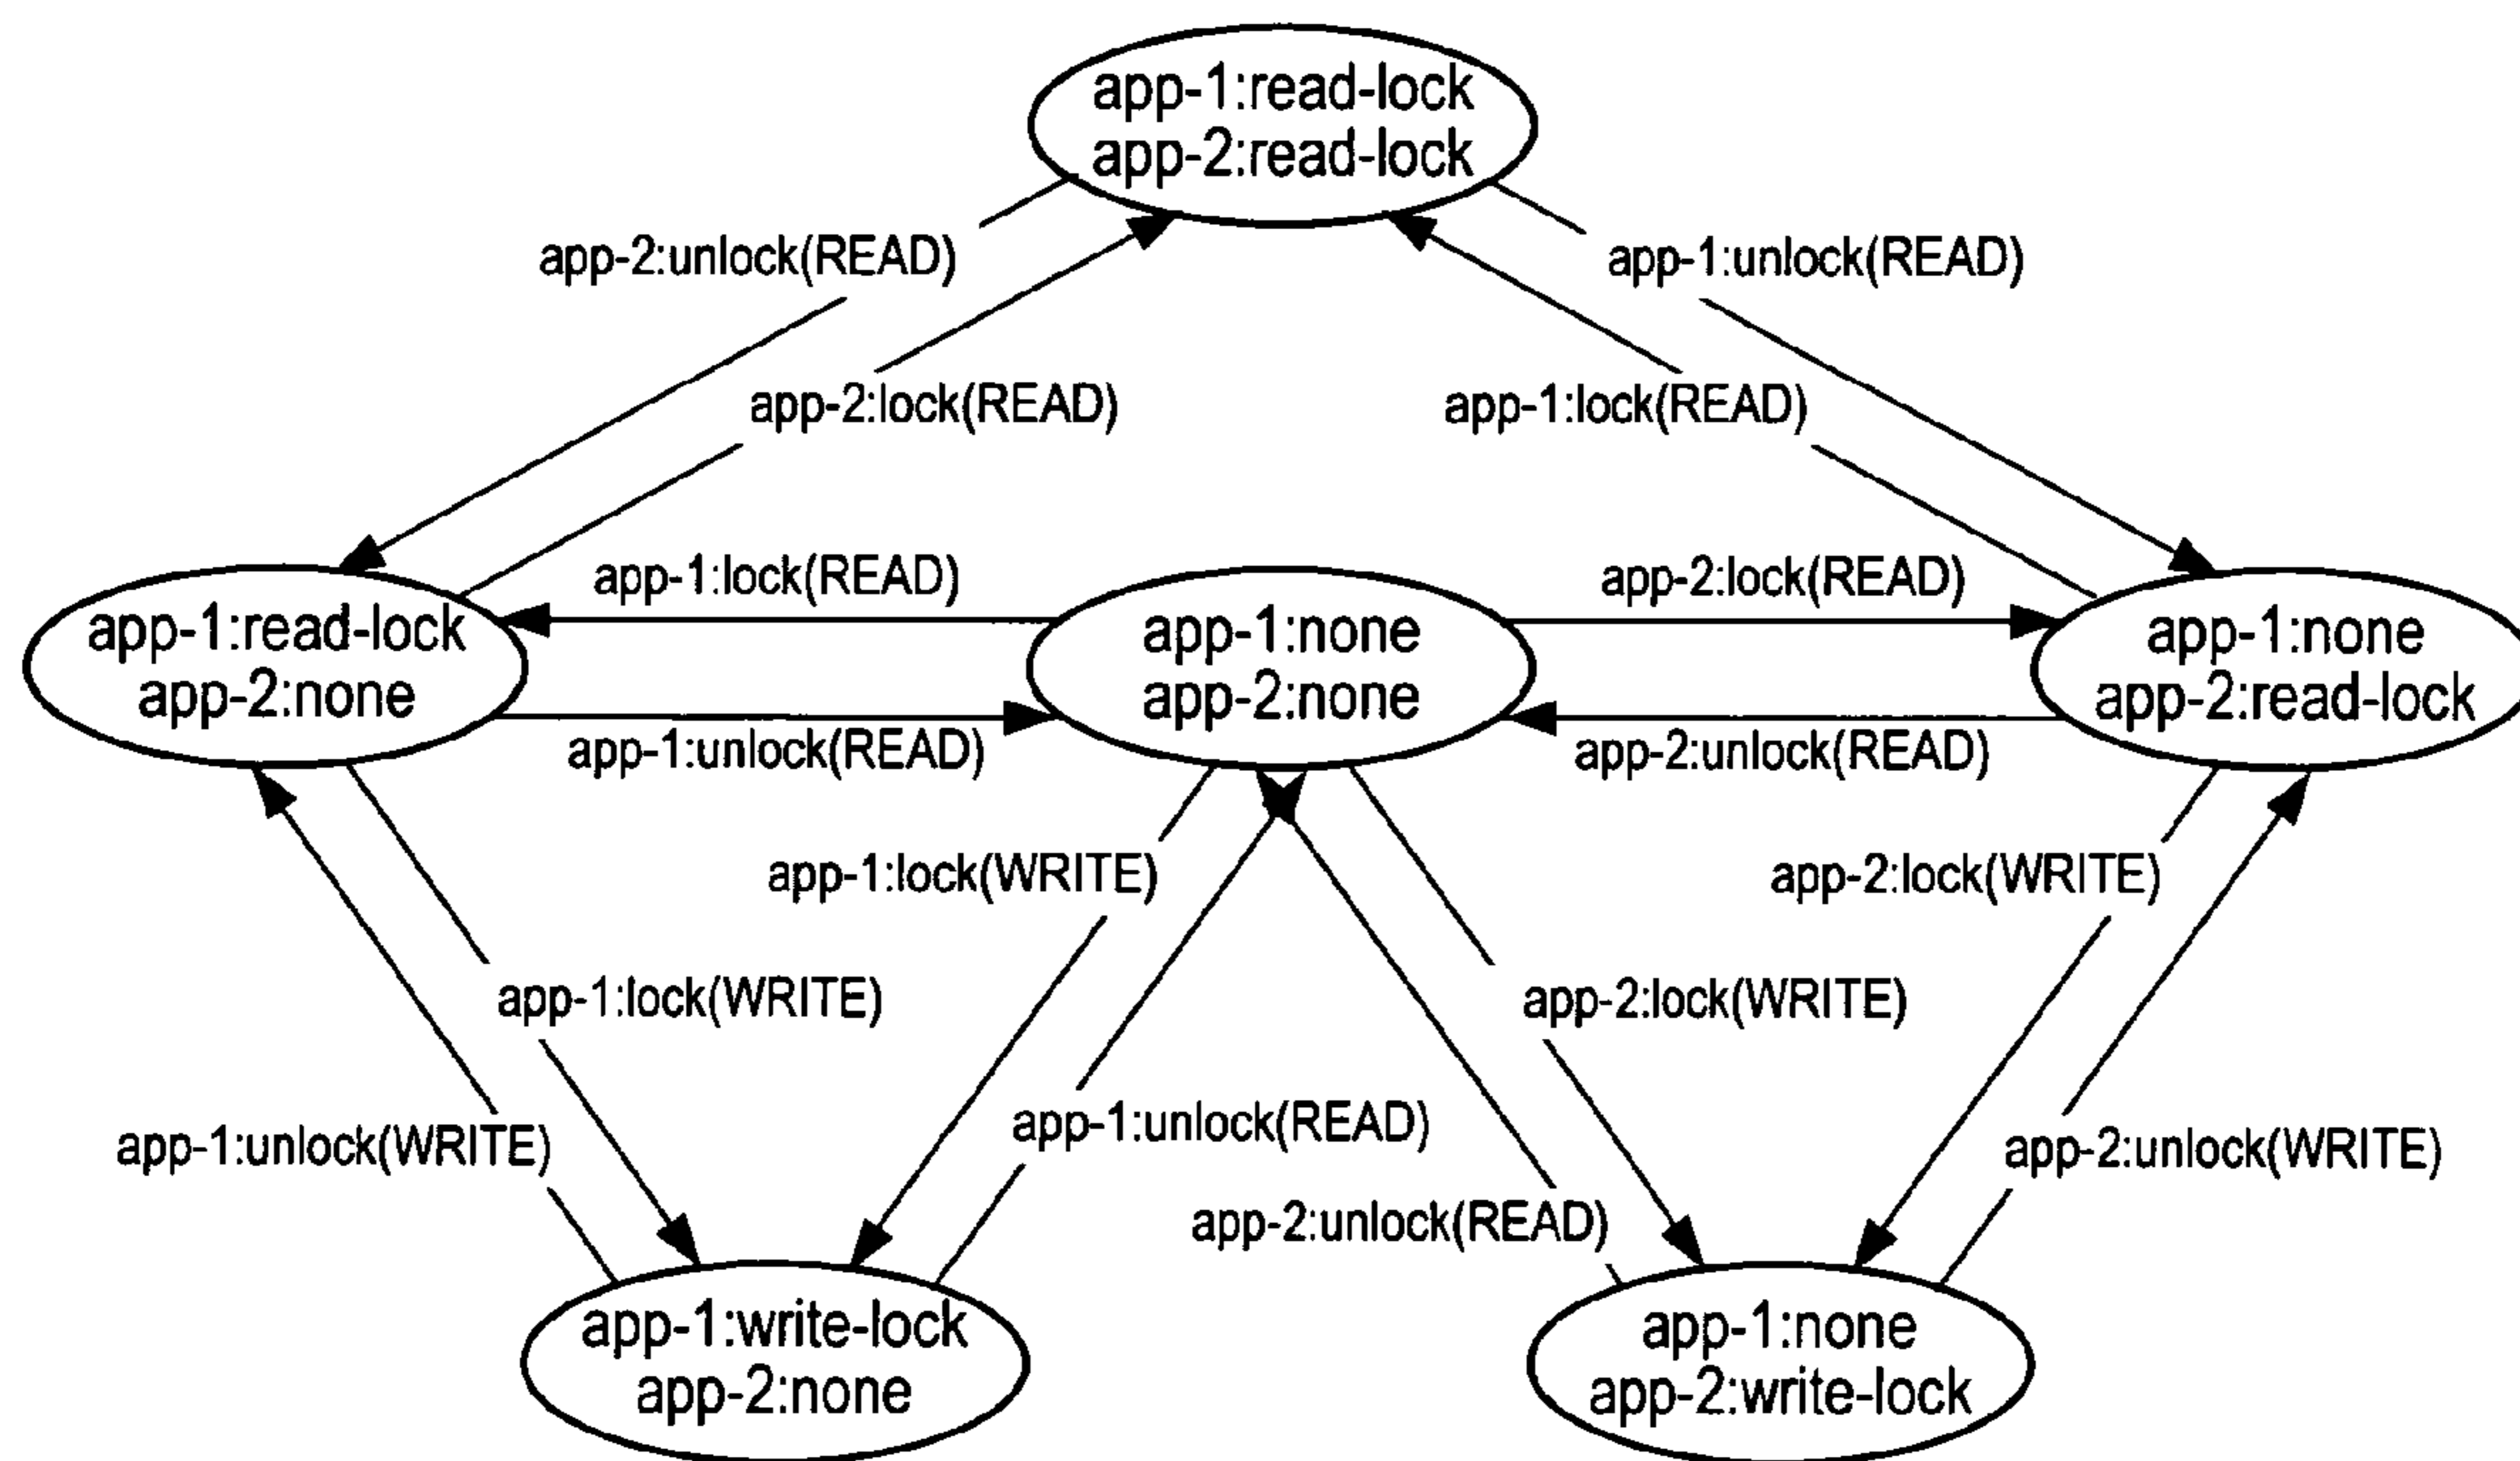 app-1:read-lock
app-2:read-lock
app-2:unlock(READ)
app-1:unlock(READ)
app-2:lock(READ)
app-1:lock(READ)
app-1:lock(READ)
app-2:lock(READ)
app-1:read-lock
app-2:none
app-1:none
app-2:none
app-1:none
app-2:read-lock
app-1:unlock(READ)
app-2:unlock(READ)
app-1:lock(WRITE)
app-2:lock(WRITE)
app-1:lock(WRITE)
app-2:lock(WRITE)
app-1:unlock(WRITE)
app-1:unlock(READ)
app-2:unlock(WRITE)
app-2:unlock(READ)
app-1:write-lock
app-2:none
app-1:none
app-2:write-lock